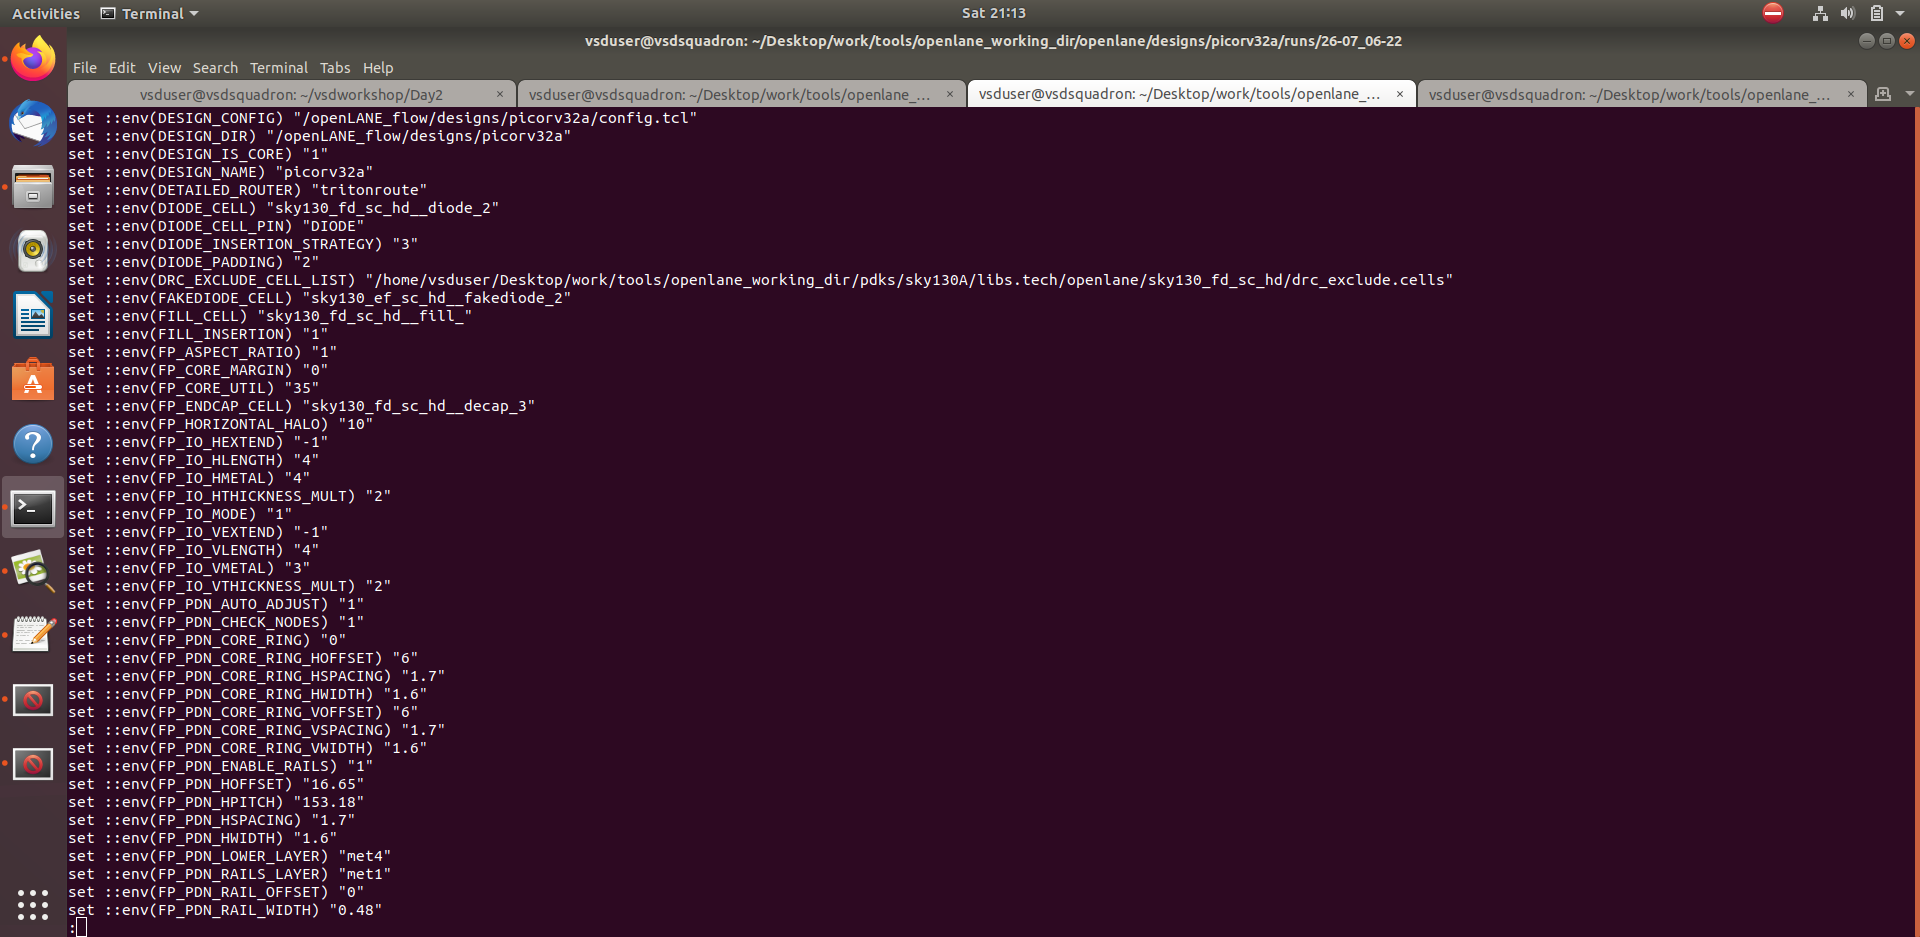 Activities Terminal Sat 21:13
vsduser@vsdsquadron: ~/Desktop/work/tools/openlane_working_dir/openlane/designs/picorv32a/runs/26-07_06-22
File Edit View Search Terminal Tabs Help
vsduser@vsdsquadron: ~/vsdworkshop/Day2 × vsduser@vsdsquadron: ~/Desktop/work/tools/openlane_... × vsduser@vsdsquadron: ~/Desktop/work/tools/openlane_... × vsduser@vsdsquadron: ~/Desktop/work/tools/openlane_... ×
set ::env(DESIGN_CONFIG) "/openLANE_flow/designs/picorv32a/config.tcl"
set ::env(DESIGN_DIR) "/openLANE_flow/designs/picorv32a"
set ::env(DESIGN_IS_CORE) "1"
set ::env(DESIGN_NAME) "picorv32a"
set ::env(DETAILED_ROUTER) "tritonroute"
set ::env(DIODE_CELL) "sky130_fd_sc_hd__diode_2"
set ::env(DIODE_CELL_PIN) "DIODE"
set ::env(DIODE_INSERTION_STRATEGY) "3"
set ::env(DIODE_PADDING) "2"
set ::env(DRC_EXCLUDE_CELL_LIST) "/home/vsduser/Desktop/work/tools/openlane_working_dir/pdks/sky130A/libs.tech/openlane/sky130_fd_sc_hd/drc_exclude.cells"
set ::env(FAKEDIODE_CELL) "sky130_ef_sc_hd__fakediode_2"
set ::env(FILL_CELL) "sky130_fd_sc_hd__fill_"
set ::env(FILL_INSERTION) "1"
set ::env(FP_ASPECT_RATIO) "1"
set ::env(FP_CORE_MARGIN) "0"
set ::env(FP_CORE_UTIL) "35"
set ::env(FP_ENDCAP_CELL) "sky130_fd_sc_hd__decap_3"
set ::env(FP_HORIZONTAL_HALO) "10"
set ::env(FP_IO_HEXTEND) "-1"
set ::env(FP_IO_HLENGTH) "4"
set ::env(FP_IO_HMETAL) "4"
set ::env(FP_IO_HTHICKNESS_MULT) "2"
set ::env(FP_IO_MODE) "1"
set ::env(FP_IO_VEXTEND) "-1"
set ::env(FP_IO_VLENGTH) "4"
set ::env(FP_IO_VMETAL) "3"
set ::env(FP_IO_VTHICKNESS_MULT) "2"
set ::env(FP_PDN_AUTO_ADJUST) "1"
set ::env(FP_PDN_CHECK_NODES) "1"
set ::env(FP_PDN_CORE_RING) "0"
set ::env(FP_PDN_CORE_RING_HOFFSET) "6"
set ::env(FP_PDN_CORE_RING_HSPACING) "1.7"
set ::env(FP_PDN_CORE_RING_HWIDTH) "1.6"
set ::env(FP_PDN_CORE_RING_VOFFSET) "6"
set ::env(FP_PDN_CORE_RING_VSPACING) "1.7"
set ::env(FP_PDN_CORE_RING_VWIDTH) "1.6"
set ::env(FP_PDN_ENABLE_RAILS) "1"
set ::env(FP_PDN_HOFFSET) "16.65"
set ::env(FP_PDN_HPITCH) "153.18"
set ::env(FP_PDN_HSPACING) "1.7"
set ::env(FP_PDN_HWIDTH) "1.6"
set ::env(FP_PDN_LOWER_LAYER) "met4"
set ::env(FP_PDN_RAILS_LAYER) "met1"
set ::env(FP_PDN_RAIL_OFFSET) "0"
set ::env(FP_PDN_RAIL_WIDTH) "0.48"
: